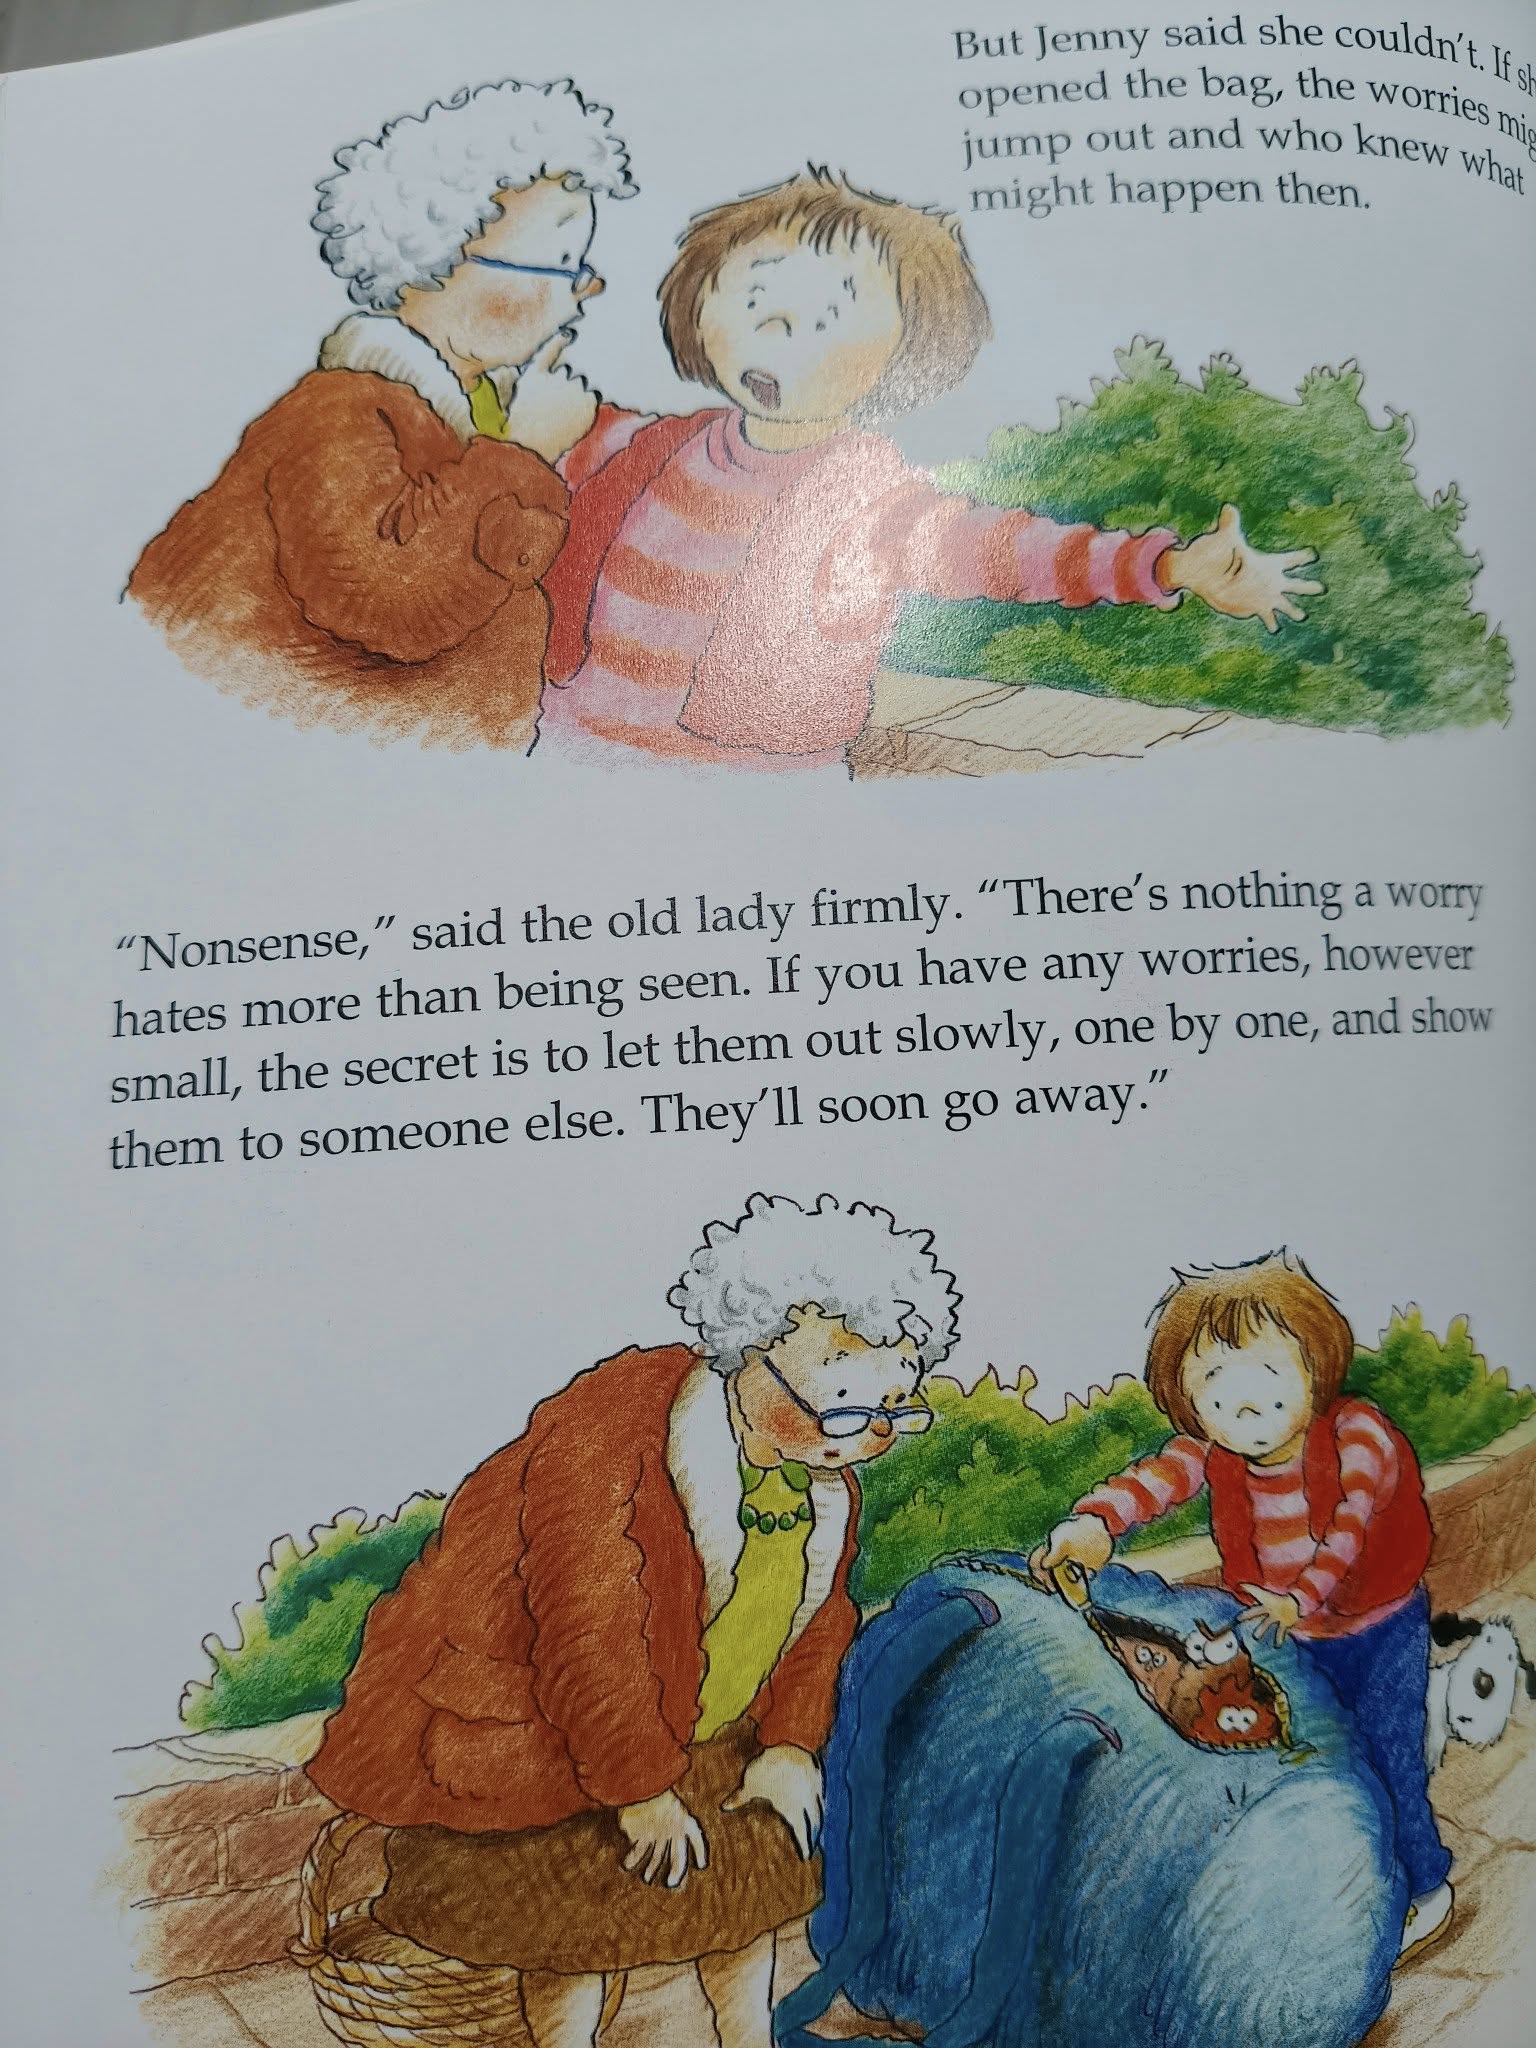 But Jenny said she couldn't. If
opened the bag, the worries
jump out and who knew what
might happen then.
“Nonsense,” said the old lady firmly. “There's nothing a worry
hates more than being seen. If you have any worries, however
small, the secret is to let them out slowly, one by one, and show
them to someone else. They'll soon go away.”